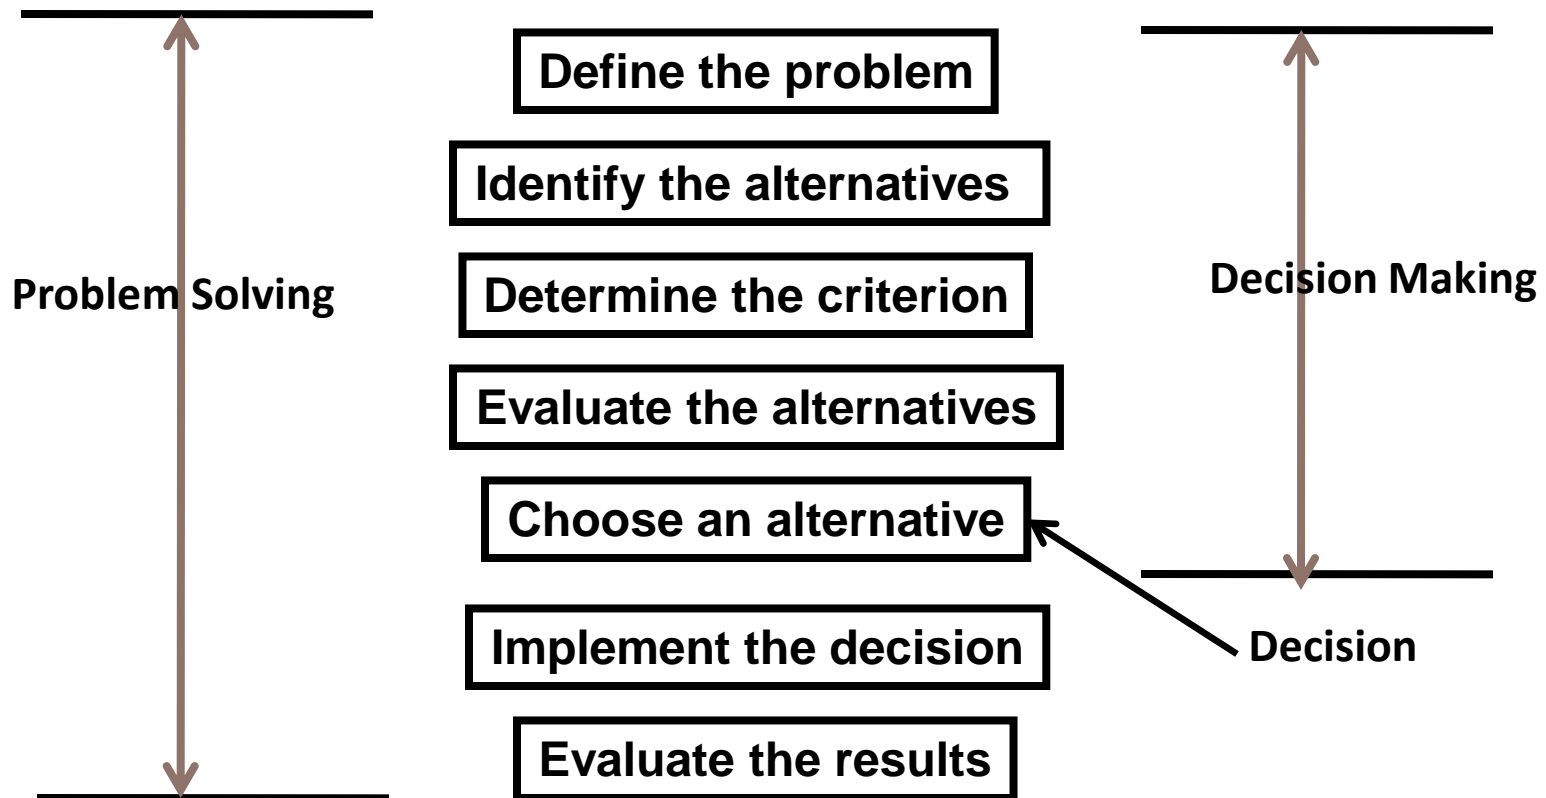 Define the problem
Identify the alternatives
Problem Solving
Determine the criterion
Decision Making
Evaluate the alternatives
Choose an alternative
Implement the decision
Decision
Evaluate the results